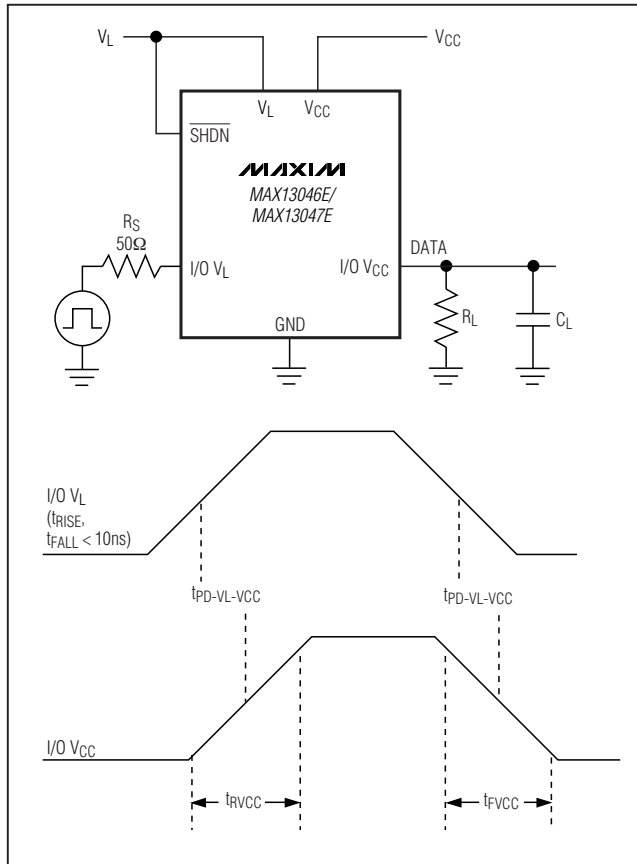 VL
VCC
VL
VCC
SHDN
MAXIM
MAX13046E/
MAX13047E
RS
50Ω
I/O VL
I/O VCC
DATA
GND
RL
CL
I/O VL
(tRISE,
tFALL < 10ns)
tPD-VL-VCC
tPD-VL-VCC
I/O VCC
tRVCC
tFVCC